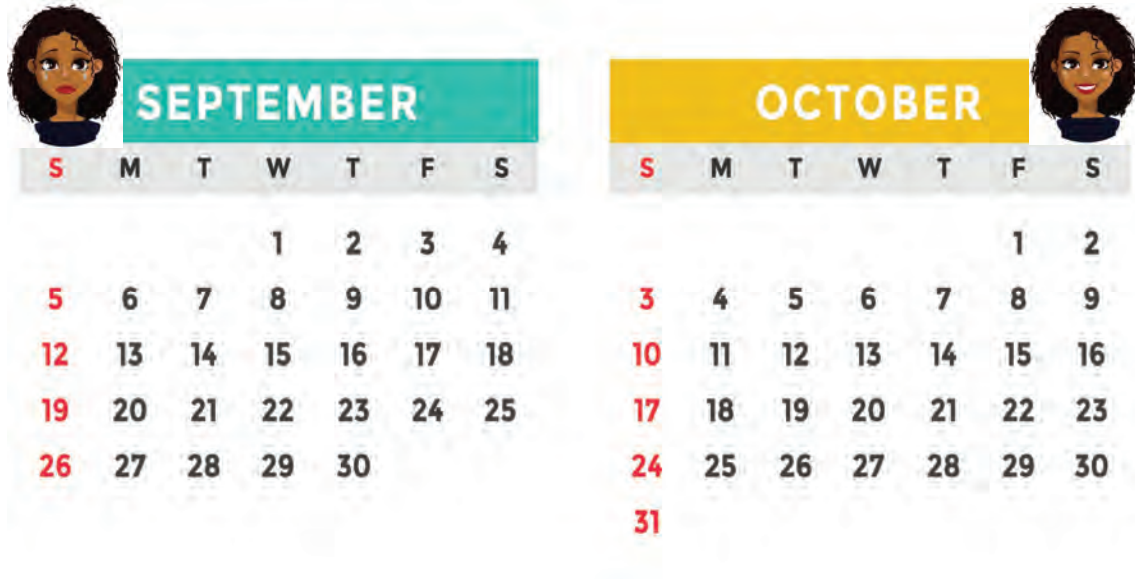 SEPTEMBER
S M T W T F S
1 2 3 4
5 6 7 8 9 10 11
12 13 14 15 16 17 18
19 20 21 22 23 24 25
26 27 28 29 30
OCTOBER
S M T W T F S
1 2
3 4 5 6 7 8 9
10 11 12 13 14 15 16
17 18 19 20 21 22 23
24 25 26 27 28 29 30
31